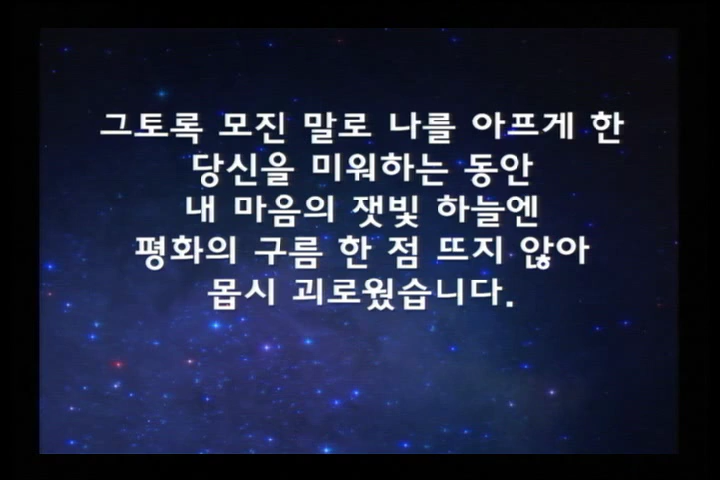 그토록 모진 말로 나를 아프게 한
당신을 미워하는 동안
내 마음의 잿빛 하늘엔
평화의 구름 한 점 뜨지 않아
몹시 괴로웠습니다.